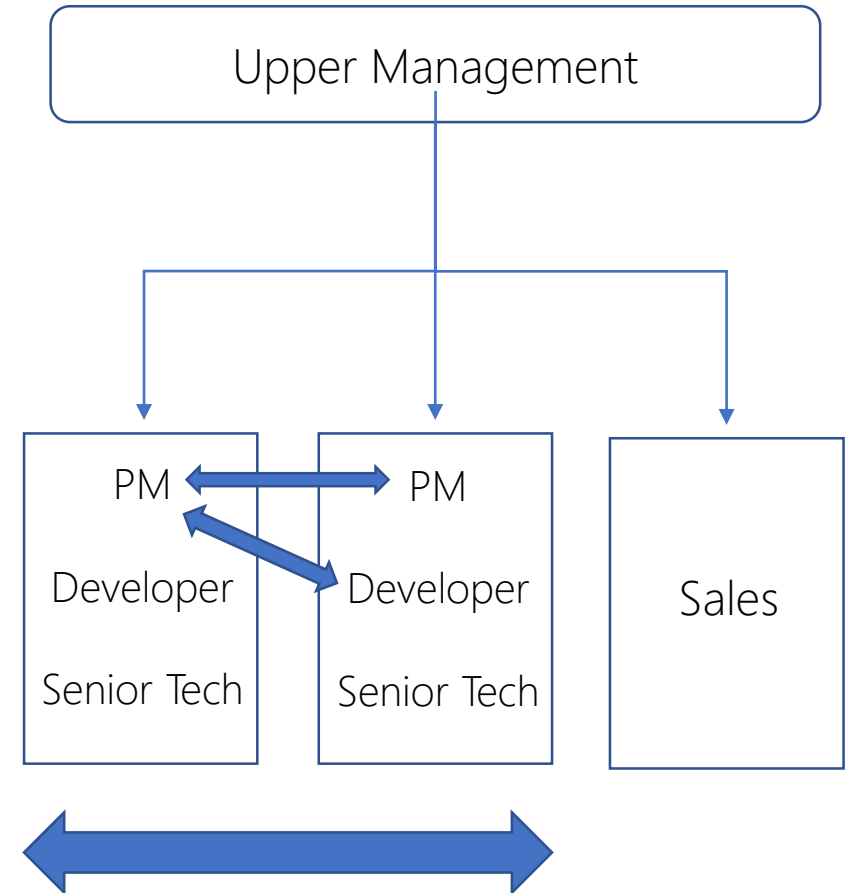 Upper Management
PM
Developer
Senior Tech
PM
Developer
Senior Tech
Sales